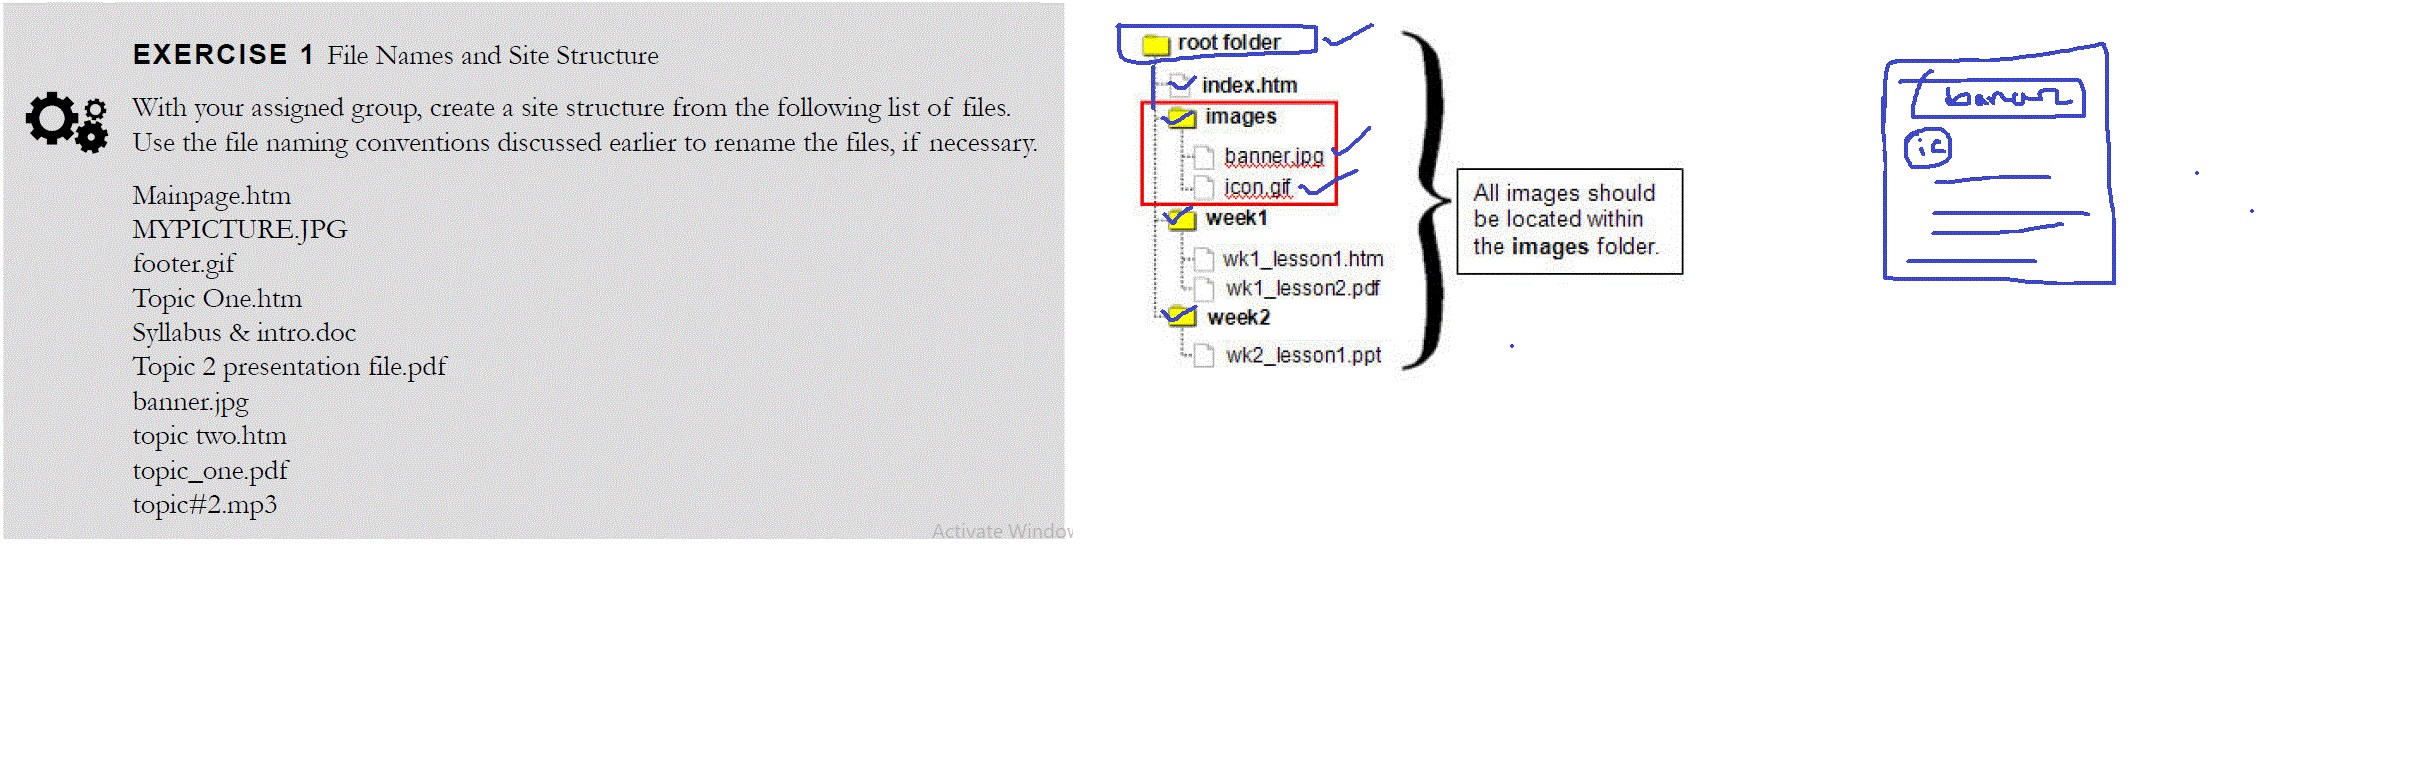 EXERCISE 1 File Names and Site Structure
With your assigned group, create a site structure from the following list of files.
Use the file naming conventions discussed earlier to rename the files, if necessary.
Mainpage.htm
MYPICTURE.JPG
footer.gif
Topic One.htm
Syllabus & intro.doc
Topic 2 presentation file.pdf
banner.jpg
topic two.htm
topic_one.pdf
topic#2.mp3
Activate Window
root folder
index.htm
images
banner.jpg
icon.gif
week1
wk1_lesson1.htm
wk1_lesson2.pdf
week2
wk2_lesson1.ppt
All images should
be located within
the images folder.
ic